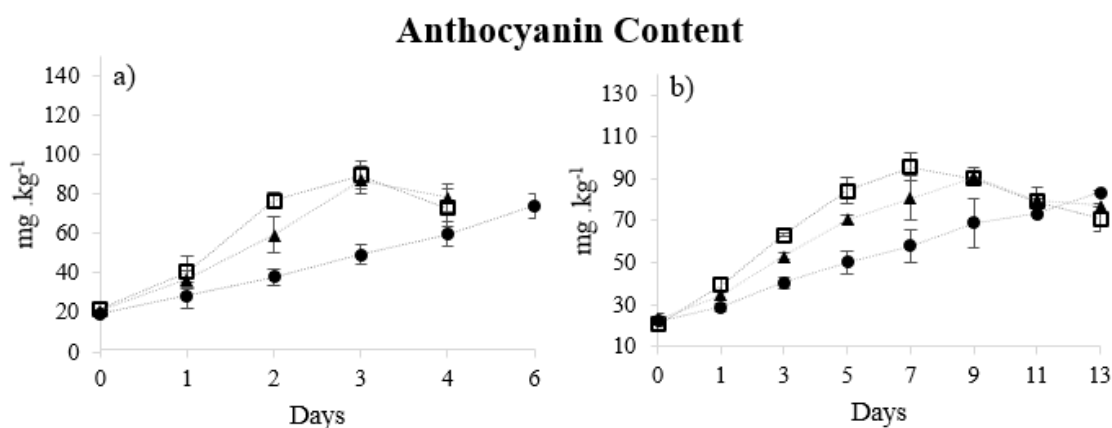 Anthocyanin Content
a)
140
120
100
80
60
40
20
0
mg .kg⁻¹
0 1 2 3 4 6
Days
b)
130
110
90
70
50
30
10
mg .kg⁻¹
0 1 3 5 7 9 11 13
Days